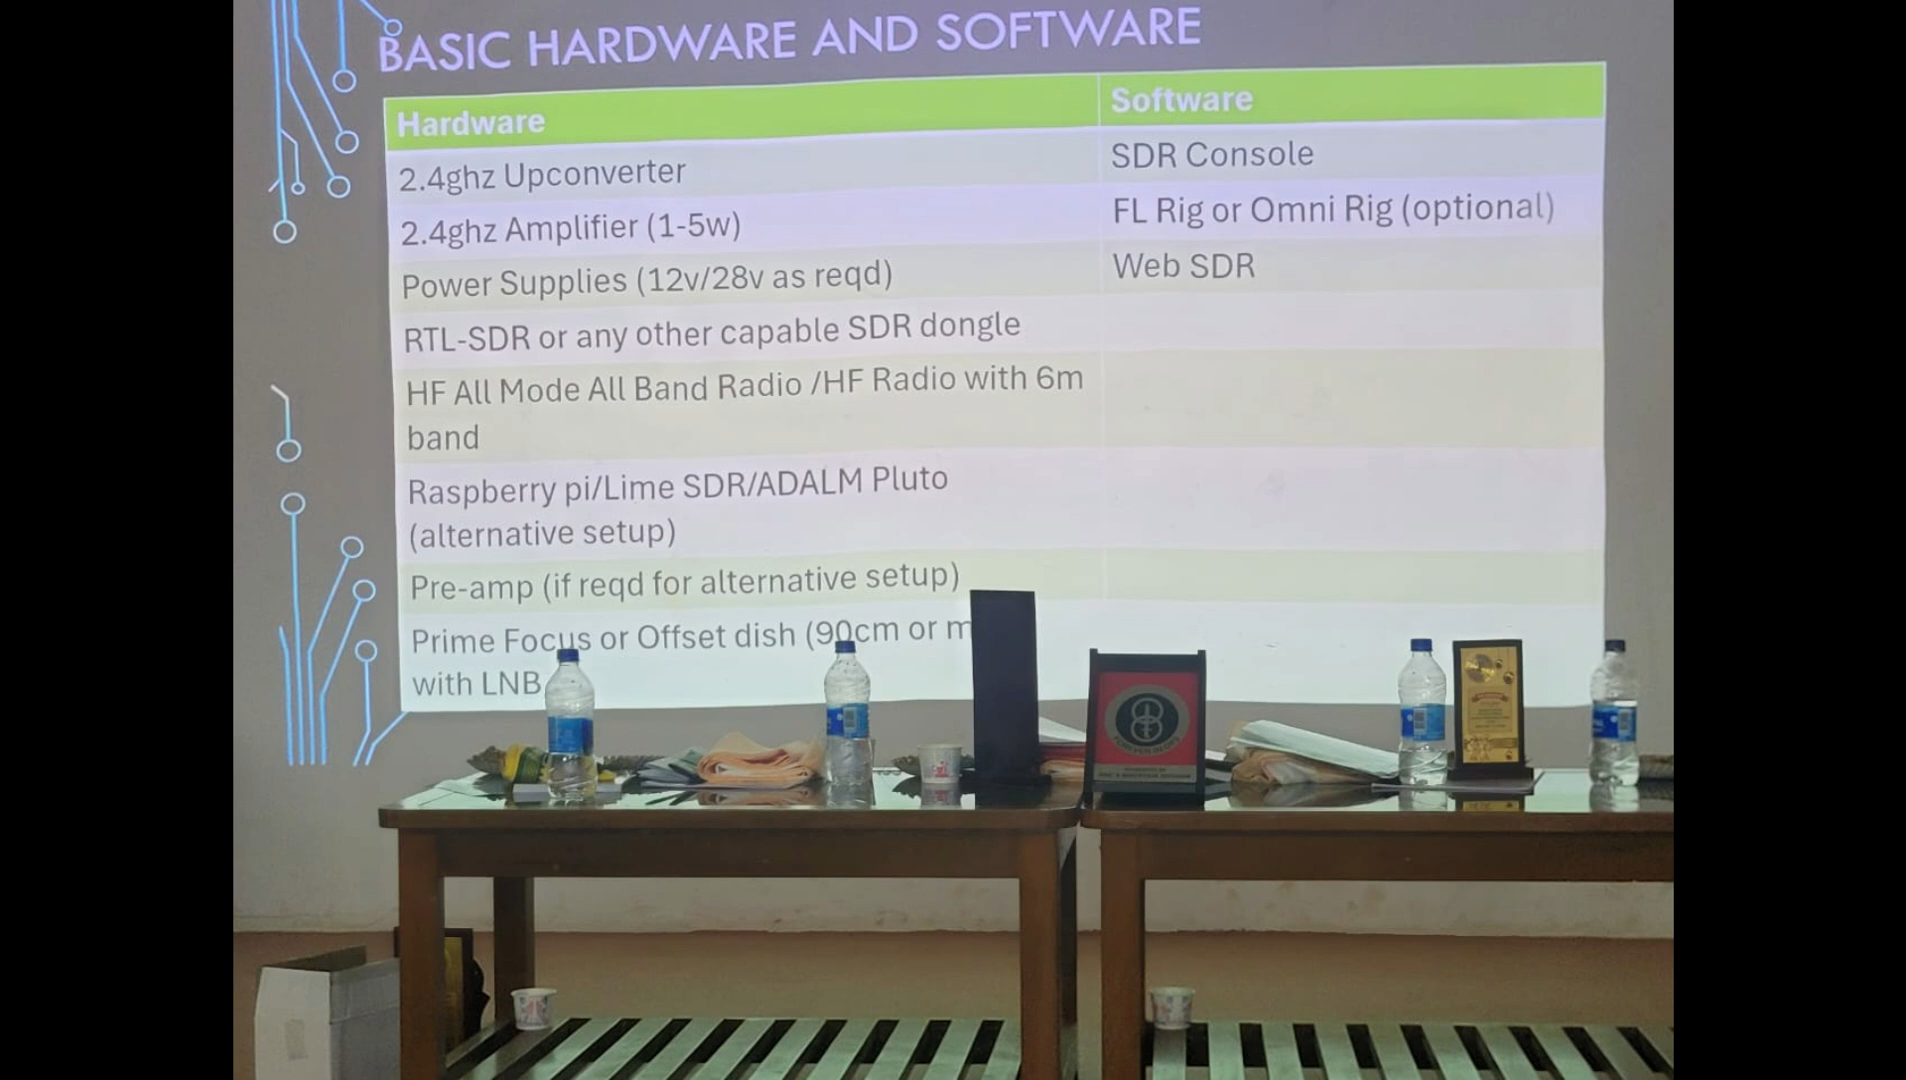 BASIC HARDWARE AND SOFTWARE
Hardware
Software
2.4ghz Upconverter
SDR Console
2.4ghz Amplifier (1-5w)
FL Rig or Omni Rig (optional)
Power Supplies (12v/28v as reqd)
Web SDR
RTL-SDR or any other capable SDR dongle
HF All Mode All Band Radio /HF Radio with 6m
band
Raspberry pi/Lime SDR/ADALM Pluto
(alternative setup)
Pre-amp (if reqd for alternative setup)
Prime Focus or Offset dish (90cm or
with LNB